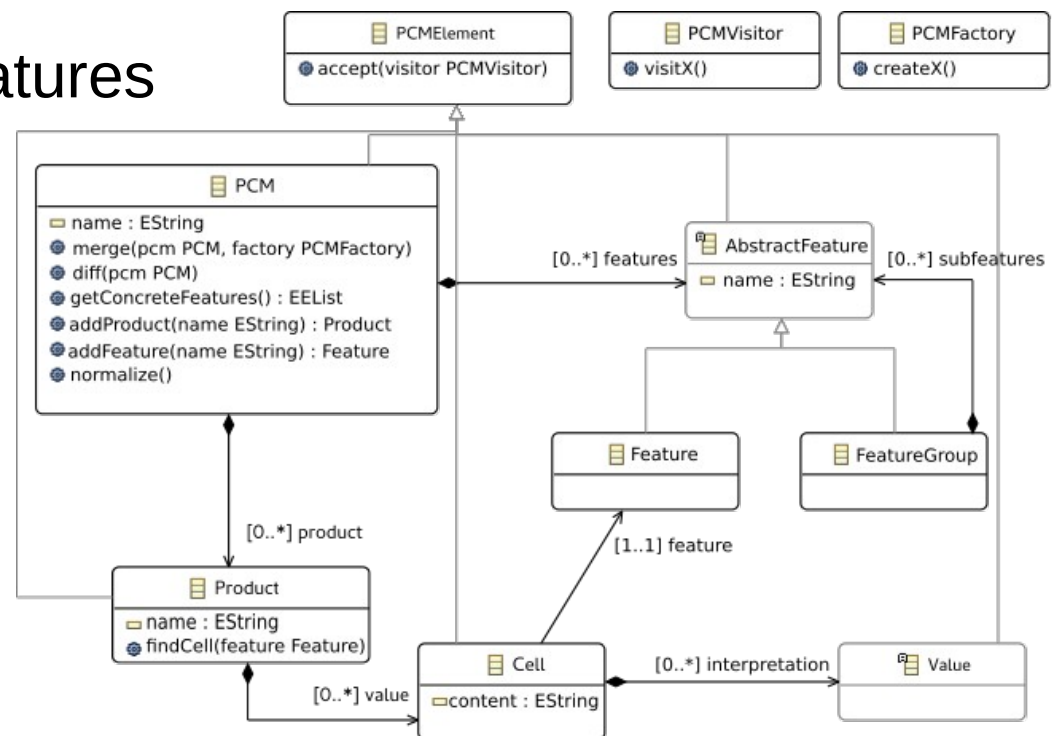 atures
PCMElement
accept(visitor PCMVisitor)
PCMVisitor
visitX()
PCMFactory
createX()
PCM
name : EString
merge(pcm PCM, factory PCMFactory)
diff(pcm PCM)
getConcreteFeatures() : EEList
addProduct(name EString) : Product
addFeature(name EString) : Feature
normalize()
[0..*] features
AbstractFeature
name : EString
[0..*] subfeatures
Feature
FeatureGroup
[0..*] product
[1..1] feature
Product
name : EString
findCell(feature Feature)
[0..*] value
Cell
content : EString
[0..*] interpretation
Value